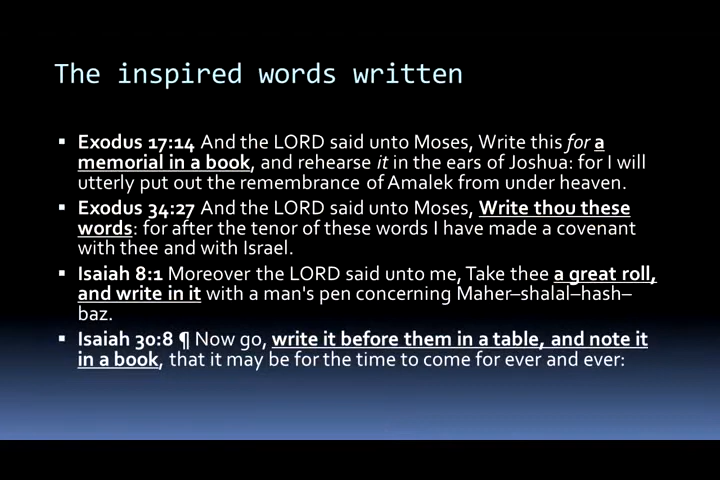 The inspired words written
▪ Exodus 17:14 And the LORD said unto Moses, Write this for a
memorial in a book, and rehearse it in the ears of Joshua: for I will
utterly put out the remembrance of Amalek from under heaven.
▪ Exodus 34:27 And the LORD said unto Moses, Write thou these
words: for after the tenor of these words I have made a covenant
with thee and with Israel.
▪ Isaiah 8:1 Moreover the LORD said unto me, Take thee a great roll,
and write in it with a man's pen concerning Maher–shalal–hash–
baz.
▪ Isaiah 30:8 ¶ Now go, write it before them in a table, and note it
in a book, that it may be for the time to come for ever and ever: